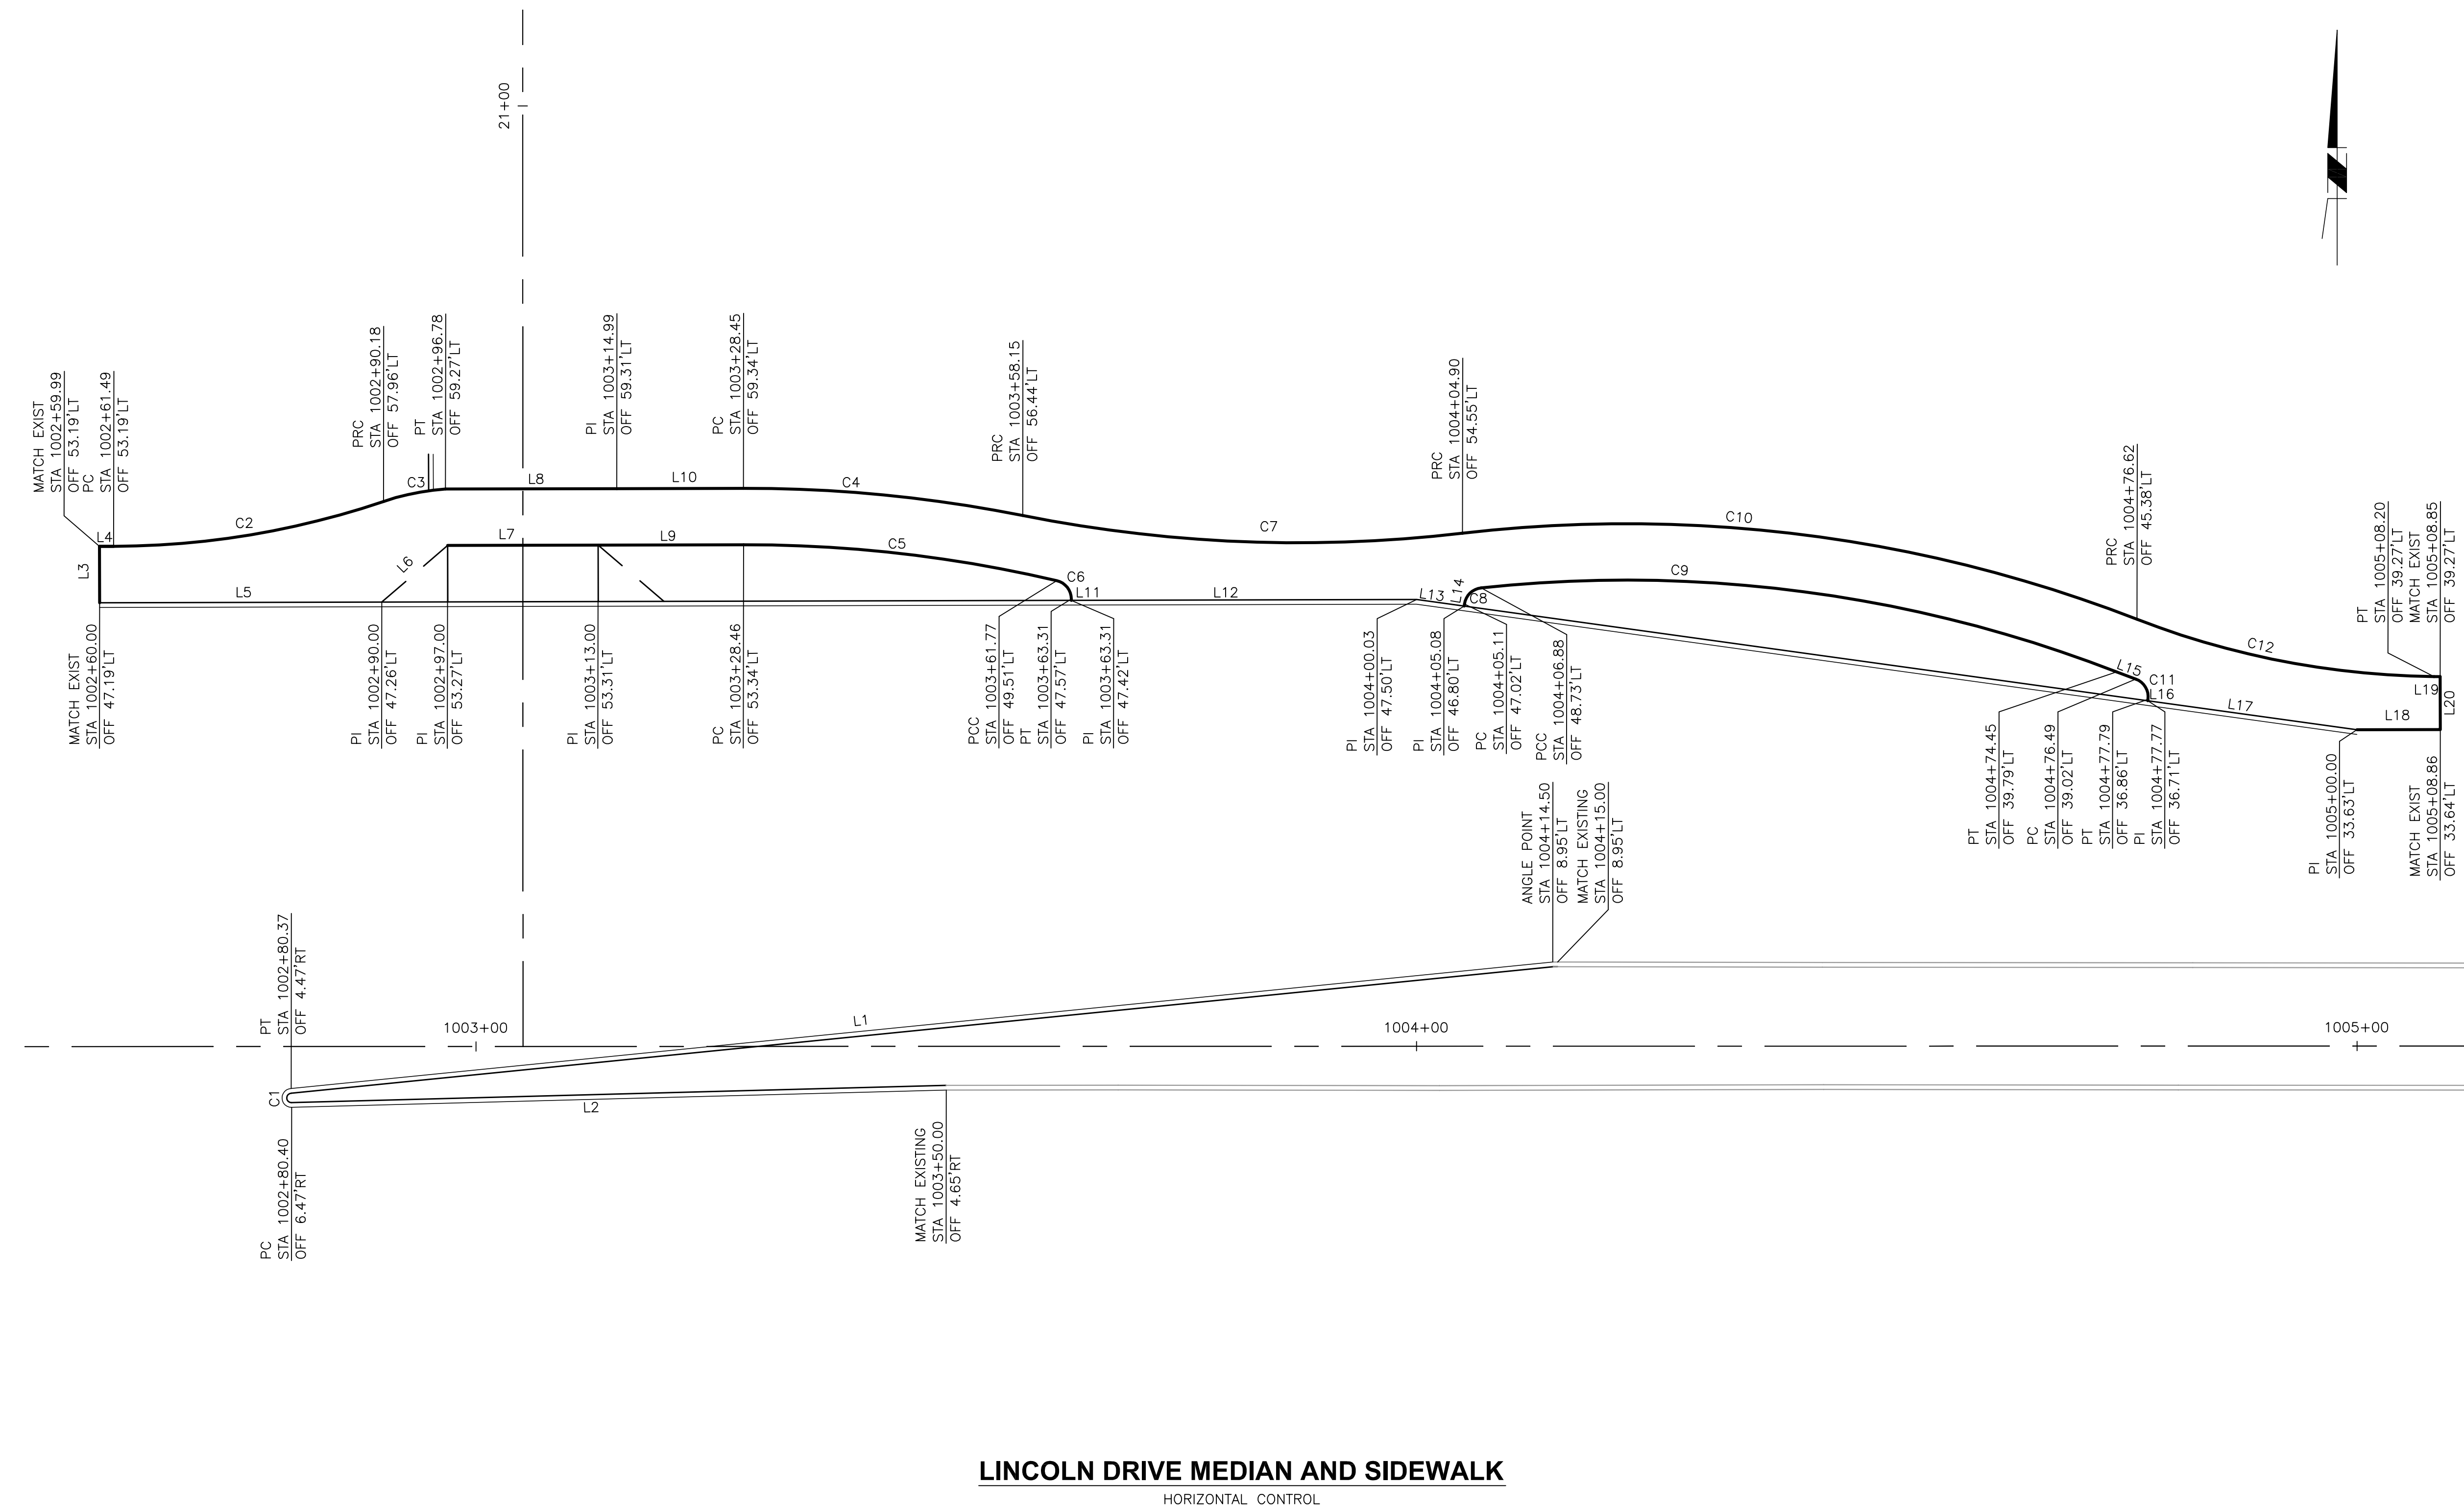 21+00
MATCH EXIST
STA 1002+59.99
OFF 53.19'LT
PC
STA 1002+61.49
OFF 53.19'LT
PRC
STA 1002+90.18
OFF 57.96'LT
PT
STA 1002+96.78
OFF 59.27'LT
PI
STA 1003+14.99
OFF 59.31'LT
PC
STA 1003+28.45
OFF 59.34'LT
PRC
STA 1003+58.15
OFF 56.44'LT
PRC
STA 1004+04.90
OFF 54.55'LT
PRC
STA 1004+76.62
OFF 45.38'LT
PT
STA 1005+08.20
OFF 39.27'LT
MATCH EXIST
STA 1005+08.85
OFF 39.27'LT
L4
C2
C3
L8
L10
C4
C7
C10
C12
L3
L5
L6
L7
L9
C5
C6
L11
L12
L13
L14
C8
C9
L15
C11
L16
L17
L18
L19
L20
MATCH EXIST
STA 1002+60.00
OFF 47.19'LT
PI
STA 1002+90.00
OFF 47.26'LT
PI
STA 1002+97.00
OFF 53.27'LT
PI
STA 1003+13.00
OFF 53.31'LT
PC
STA 1003+28.46
OFF 53.34'LT
PCC
STA 1003+61.77
OFF 49.51'LT
PT
STA 1003+63.31
OFF 47.57'LT
PI
STA 1003+63.31
OFF 47.42'LT
PI
STA 1004+00.03
OFF 47.50'LT
PI
STA 1004+05.08
OFF 46.80'LT
PC
STA 1004+05.11
OFF 47.02'LT
PCC
STA 1004+06.88
OFF 48.73'LT
PT
STA 1004+74.45
OFF 39.79'LT
PC
STA 1004+76.49
OFF 39.02'LT
PT
STA 1004+77.79
OFF 36.86'LT
PI
STA 1004+77.77
OFF 36.71'LT
PI
STA 1005+00.00
OFF 33.63'LT
MATCH EXIST
STA 1005+08.86
OFF 33.64'LT
ANGLE POINT
STA 1004+14.50
OFF 8.95'LT
MATCH EXISTING
STA 1004+15.00
OFF 8.95'LT
PT
STA 1002+80.37
OFF 4.47'RT
1003+00
L1
1004+00
1005+00
C1
L2
PC
STA 1002+80.40
OFF 6.47'RT
MATCH EXISTING
STA 1003+50.00
OFF 4.65'RT
LINCOLN DRIVE MEDIAN AND SIDEWALK
HORIZONTAL CONTROL